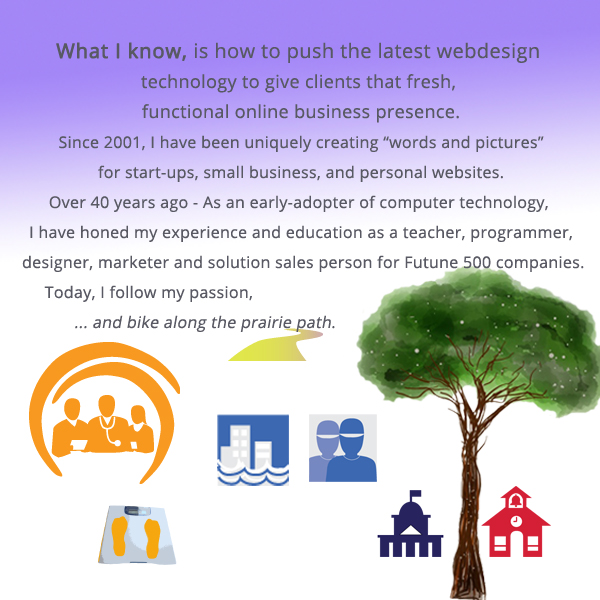 What I know, is how to push the latest webdesign
technology to give clients that fresh,
functional online business presence.
Since 2001, I have been uniquely creating “words and pictures”
for start-ups, small business, and personal websites.
Over 40 years ago - As an early-adopter of computer technology,
I have honed my experience and education as a teacher, programmer,
designer, marketer and solution sales person for Futune 500 companies.
Today, I follow my passion,
... and bike along the prairie path.